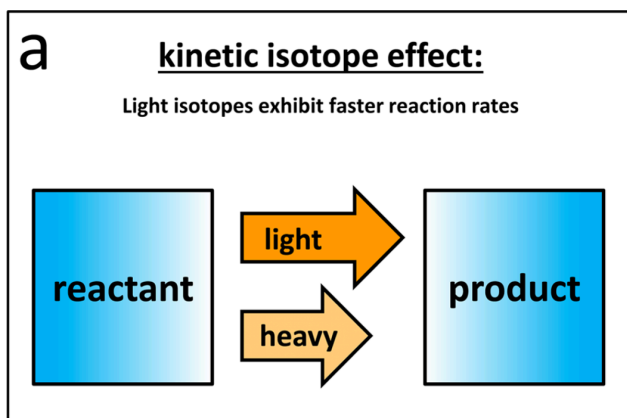 a
kinetic isotope effect:
Light isotopes exhibit faster reaction rates
light
reactant
product
heavy